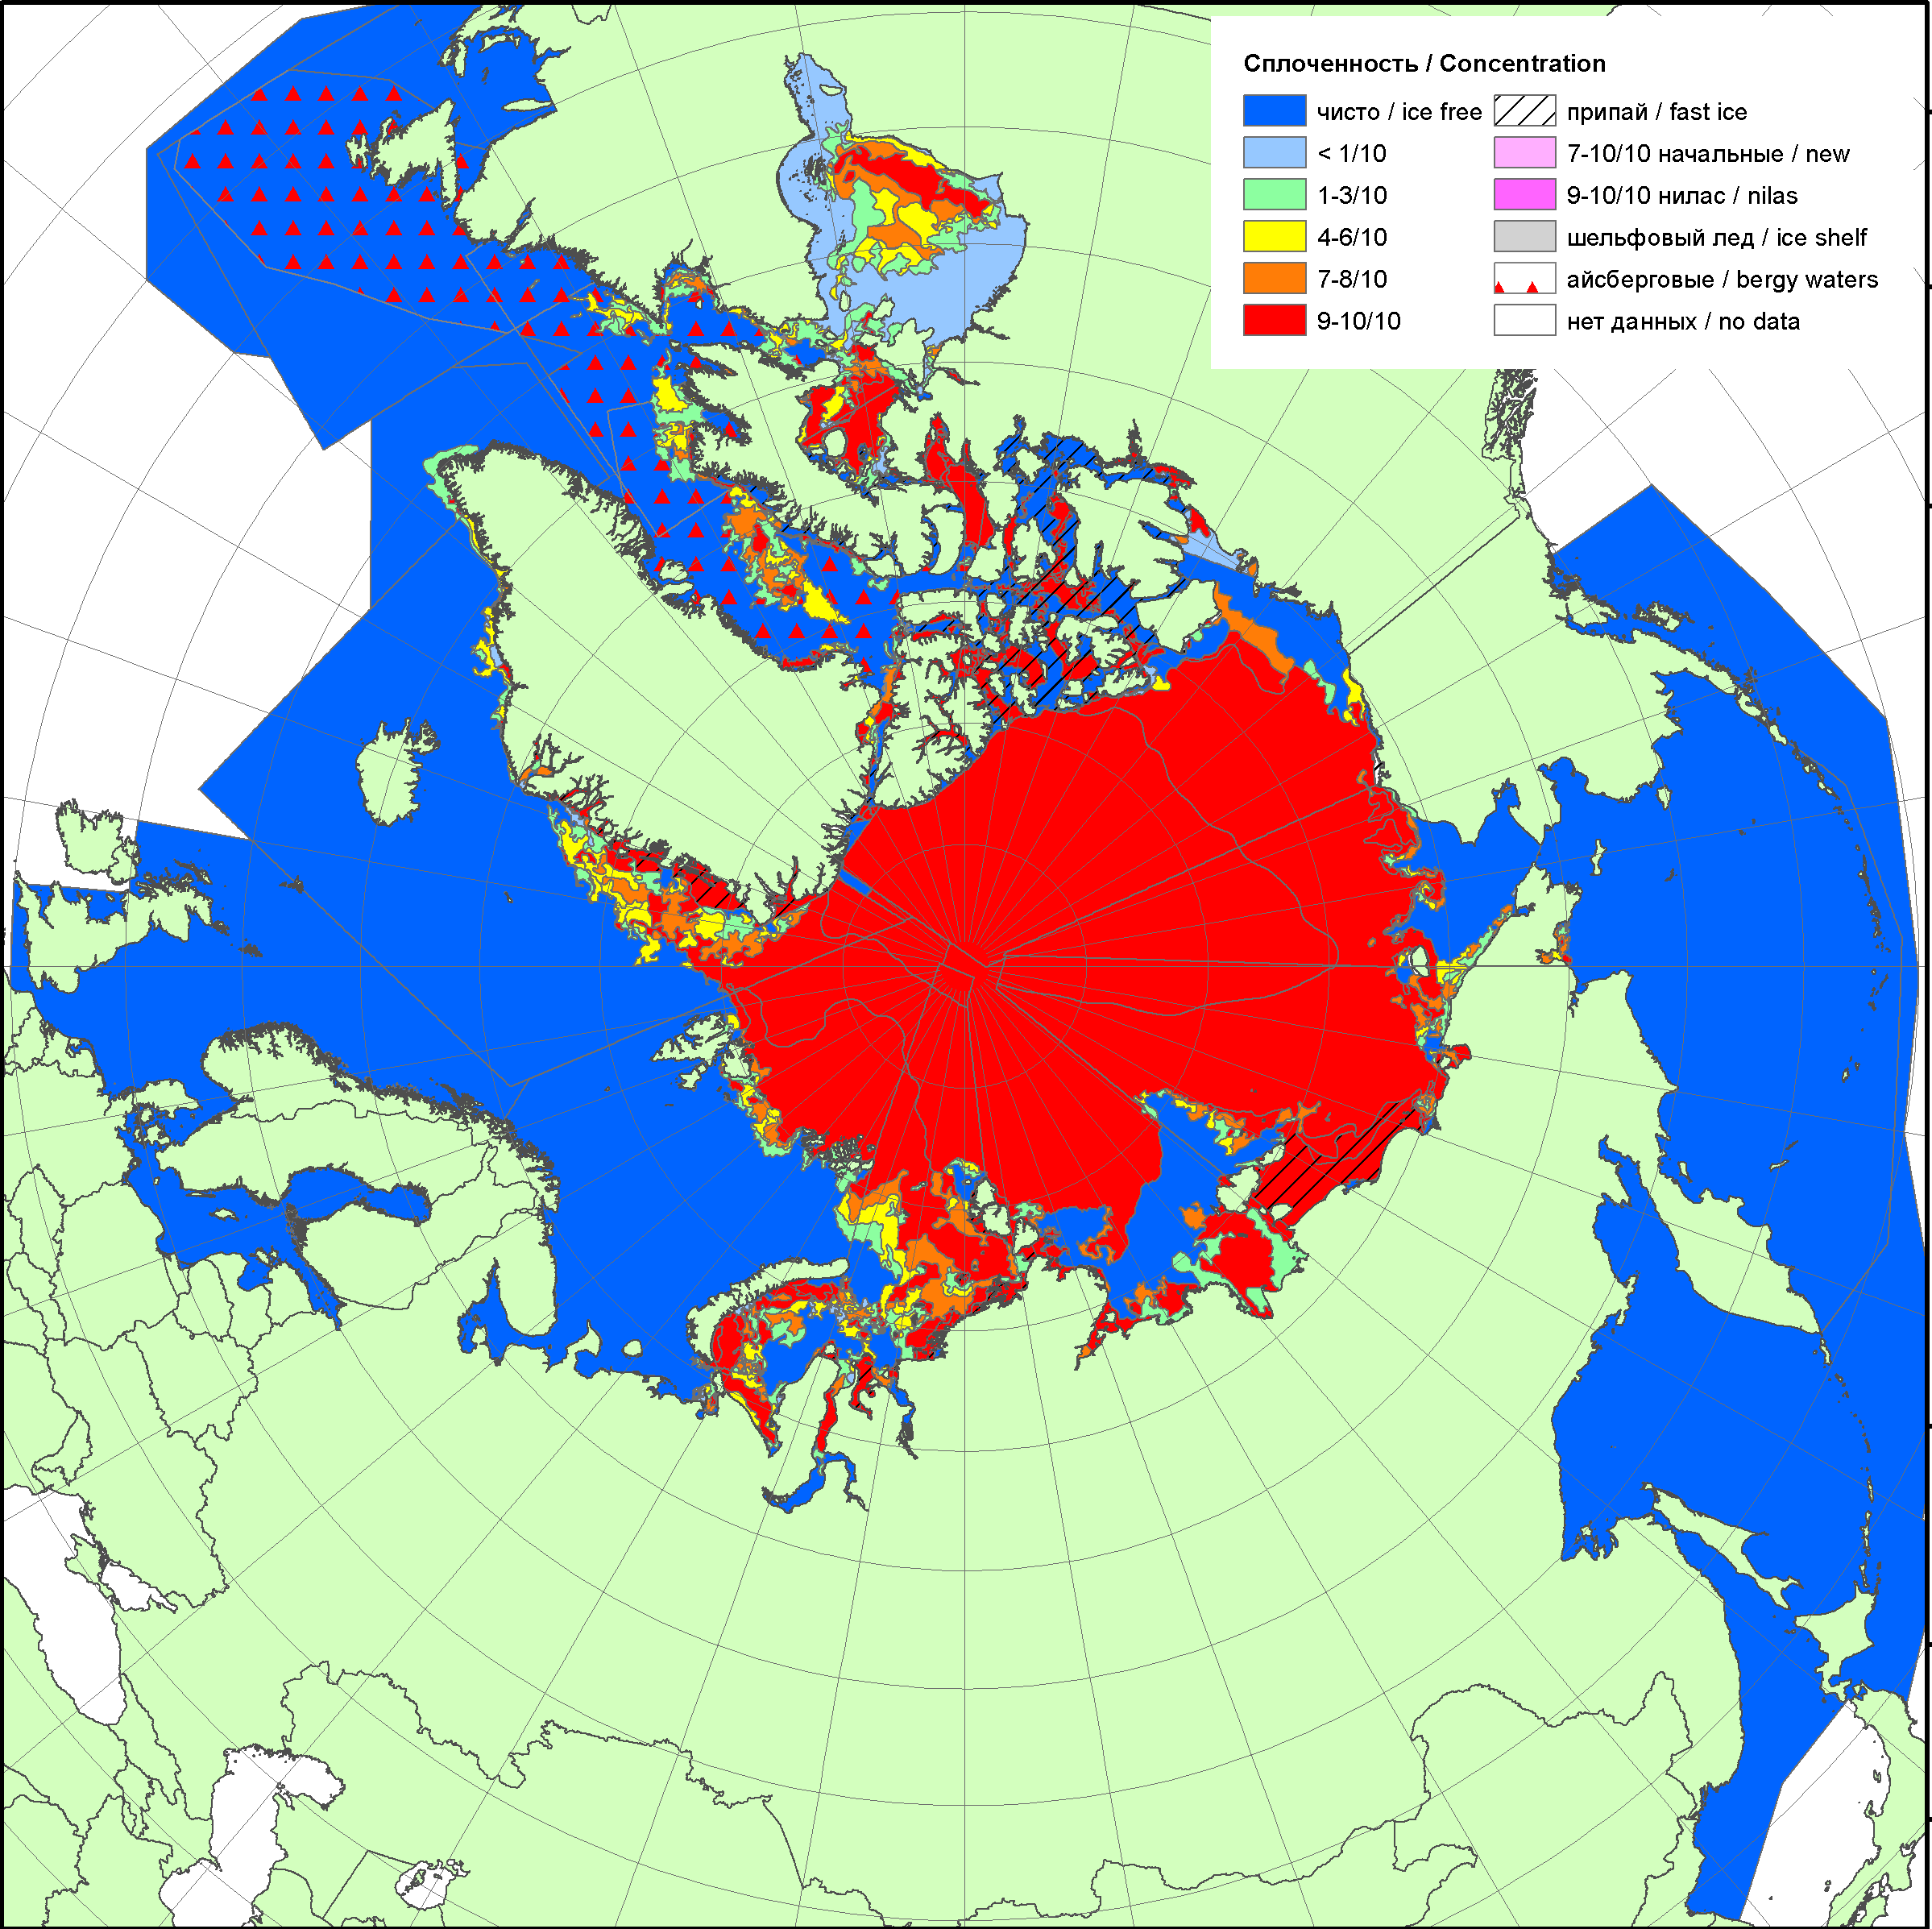 Сплоченность / Concentration
чисто / ice free
< 1/10
1-3/10
4-6/10
7-8/10
9-10/10
припай / fast ice
7-10/10 начальные / new
9-10/10 нилас / nilas
шельфовый лед / ice shelf
айсберговые / bergy waters
нет данных / no data